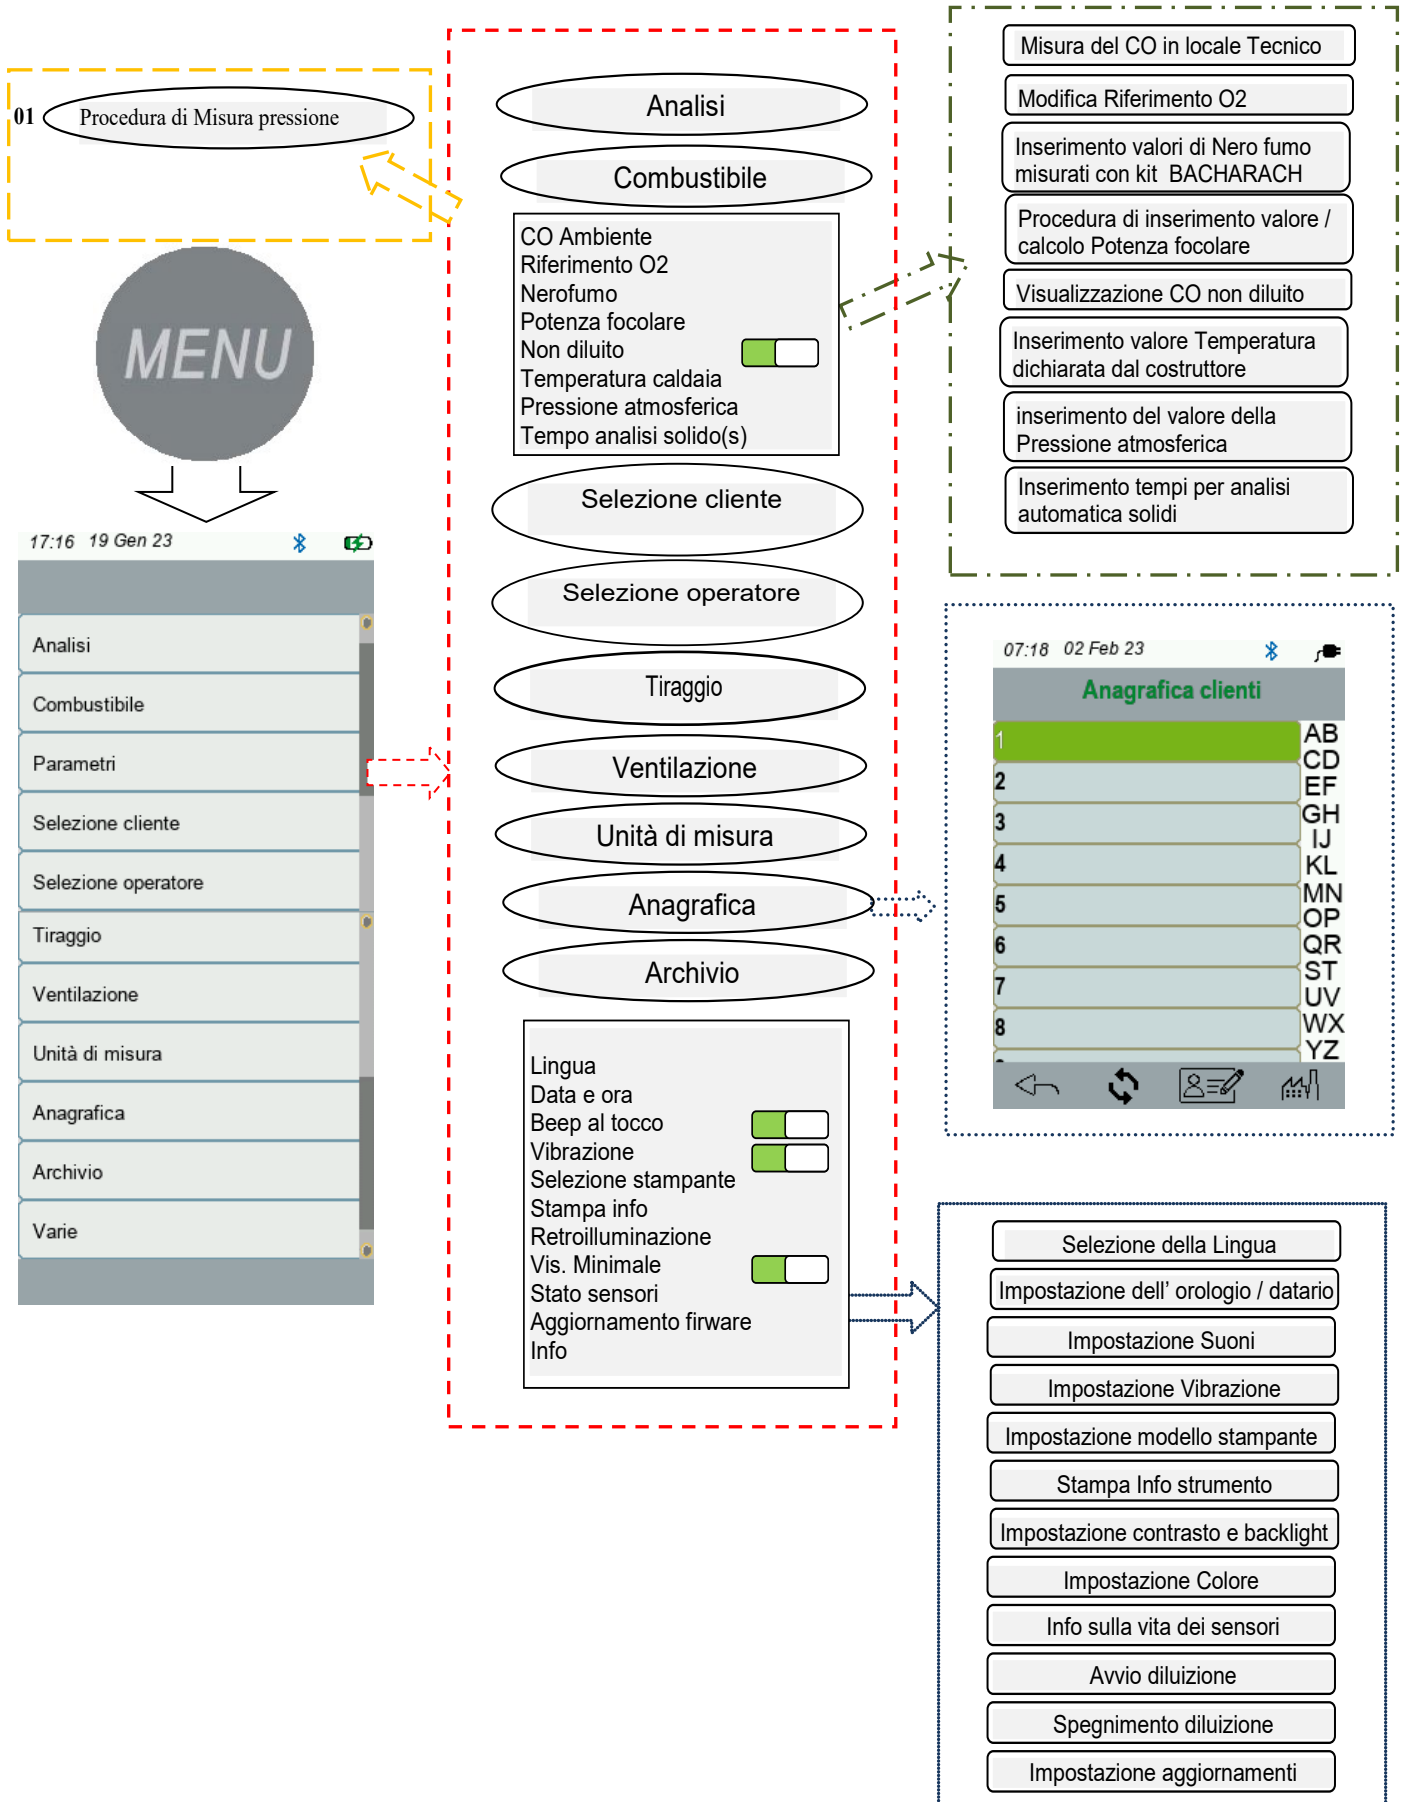 01
Procedura di Misura pressione
MENU
17:16 19 Gen 23
Analisi
Combustibile
Parametri
Selezione cliente
Selezione operatore
Tiraggio
Ventilazione
Unità di misura
Anagrafica
Archivio
Varie
Analisi
Combustibile
CO Ambiente
Riferimento O2
Nerofumo
Potenza focolare
Non diluito
Temperatura caldaia
Pressione atmosferica
Tempo analisi solido(s)
Selezione cliente
Selezione operatore
Tiraggio
Ventilazione
Unità di misura
Anagrafica
Archivio
Lingua
Data e ora
Beep al tocco
Vibrazione
Selezione stampante
Stampa info
Retroilluminazione
Vis. Minimale
Stato sensori
Aggiornamento firware
Info
Misura del CO in locale Tecnico
Modifica Riferimento O2
Inserimento valori di Nero fumo
misurati con kit BACHARACH
Procedura di inserimento valore /
calcolo Potenza focolare
Visualizzazione CO non diluito
Inserimento valore Temperatura
dichiarata dal costruttore
inserimento del valore della
Pressione atmosferica
Inserimento tempi per analisi
automatica solidi
07:18 02 Feb 23
Anagrafica clienti
1
2
3
4
5
6
7
8
AB
CD
EF
GH
IJ
KL
MN
OP
QR
ST
UV
WX
YZ
Selezione della Lingua
Impostazione dell' orologio / datario
Impostazione Suoni
Impostazione Vibrazione
Impostazione modello stampante
Stampa Info strumento
Impostazione contrasto e backlight
Impostazione Colore
Info sulla vita dei sensori
Avvio diluizione
Spegnimento diluizione
Impostazione aggiornamenti